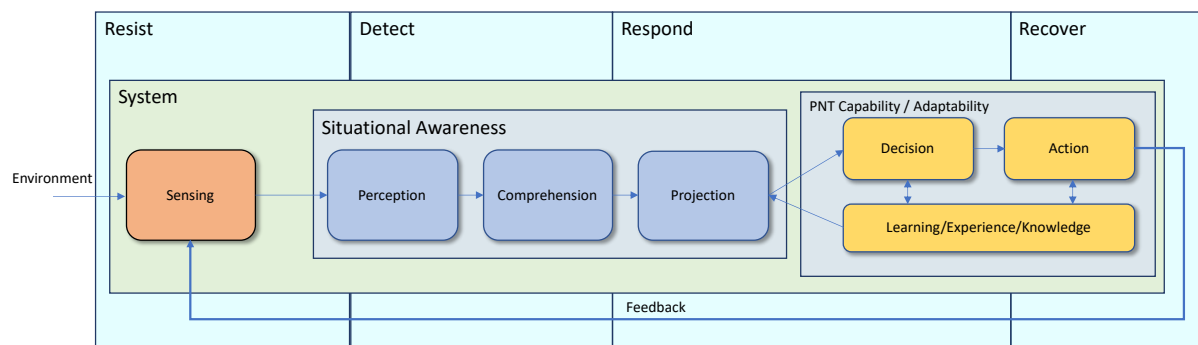 Resist
Detect
Respond
Recover
System
PNT Capability / Adaptability
Situational Awareness
Decision
Action
Environment
Sensing
Perception
Comprehension
Projection
Learning/Experience/Knowledge
Feedback